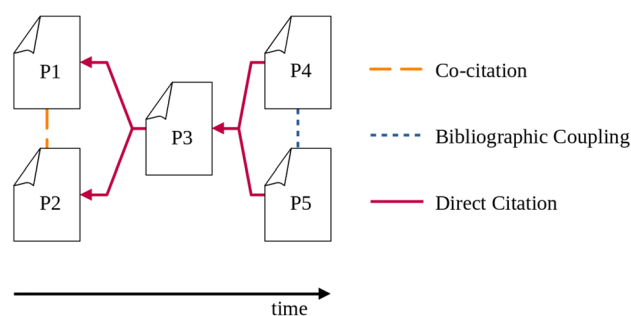 P1
P2
P3
P4
P5
Co-citation
Bibliographic Coupling
Direct Citation
time